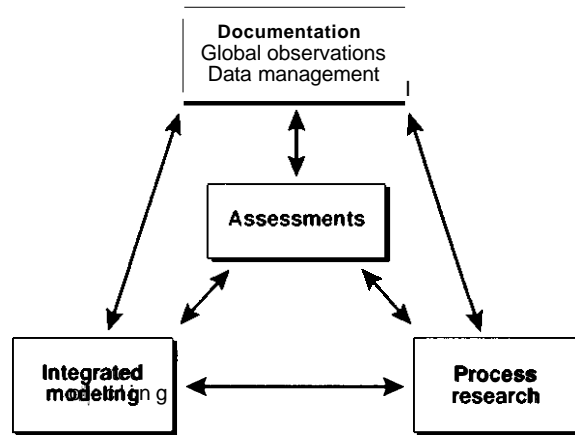 Documentation
Global observations
Data management
Assessments
Integrated
modeling
Process
research